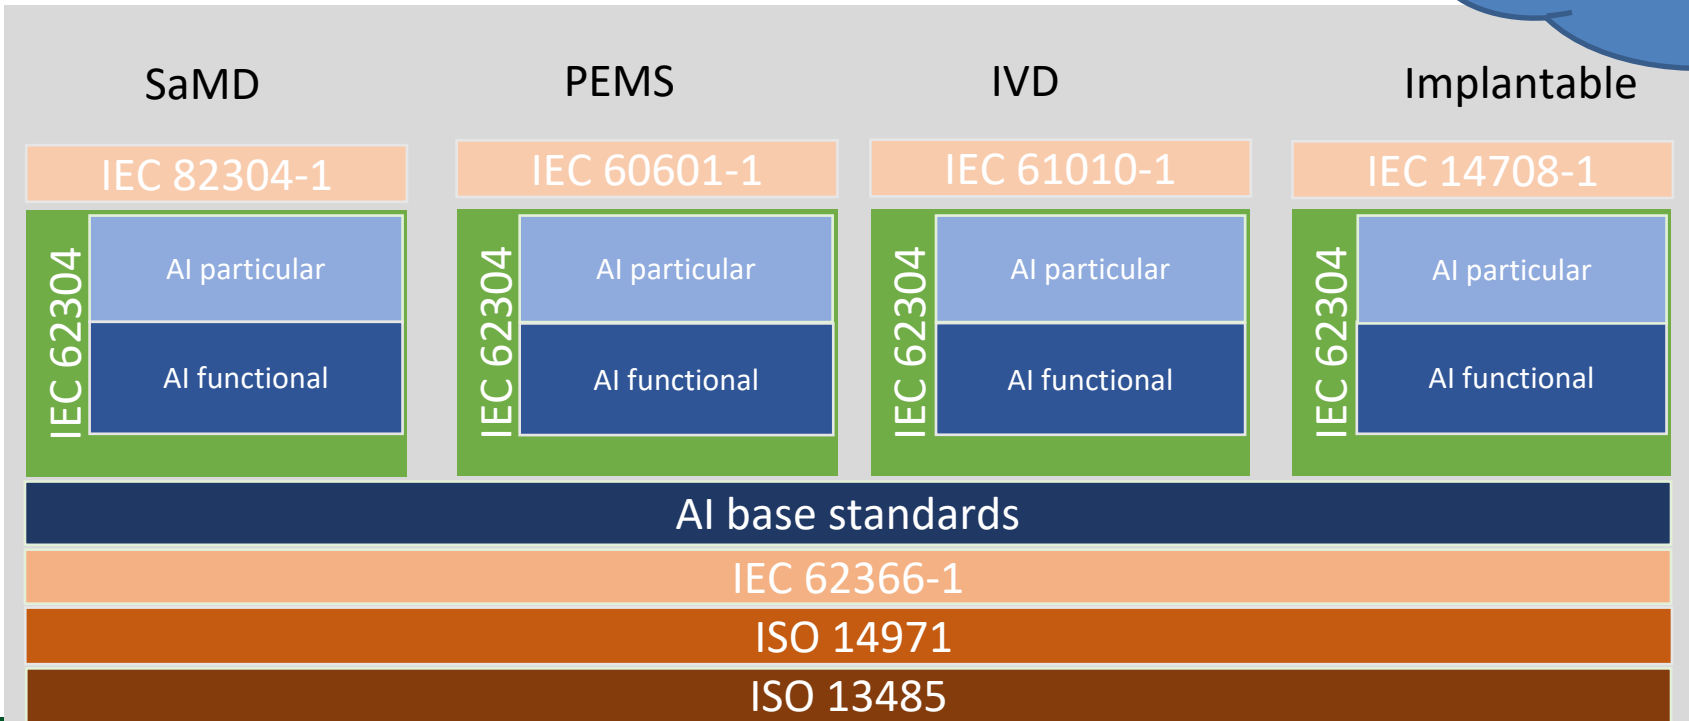 SaMD
PEMS
IVD
Implantable
IEC 82304-1
IEC 60601-1
IEC 61010-1
IEC 14708-1
IEC 62304
AI particular
AI functional
IEC 62304
AI particular
AI functional
IEC 62304
AI particular
AI functional
IEC 62304
AI particular
AI functional
AI base standards
IEC 62366-1
ISO 14971
ISO 13485